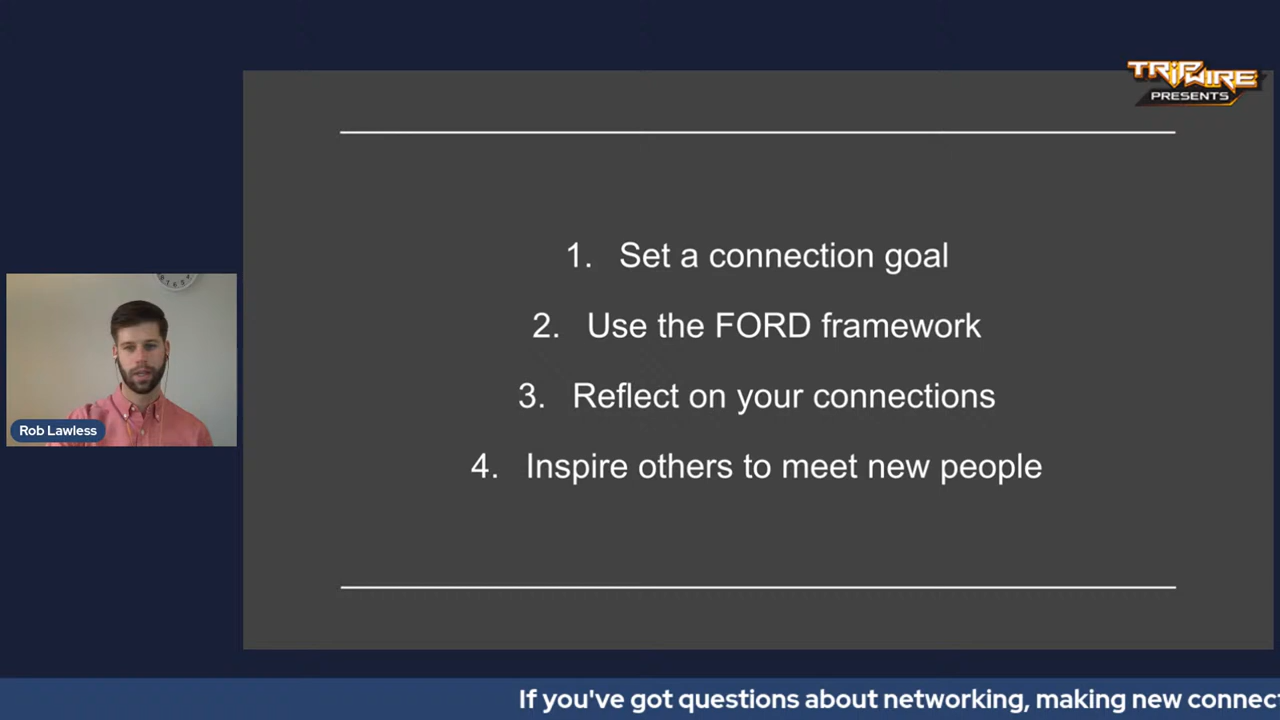 TRIPWIRE
PRESENTS
1. Set a connection goal
2. Use the FORD framework
3. Reflect on your connections
4. Inspire others to meet new people
Rob Lawless
If you've got questions about networking, making new connec